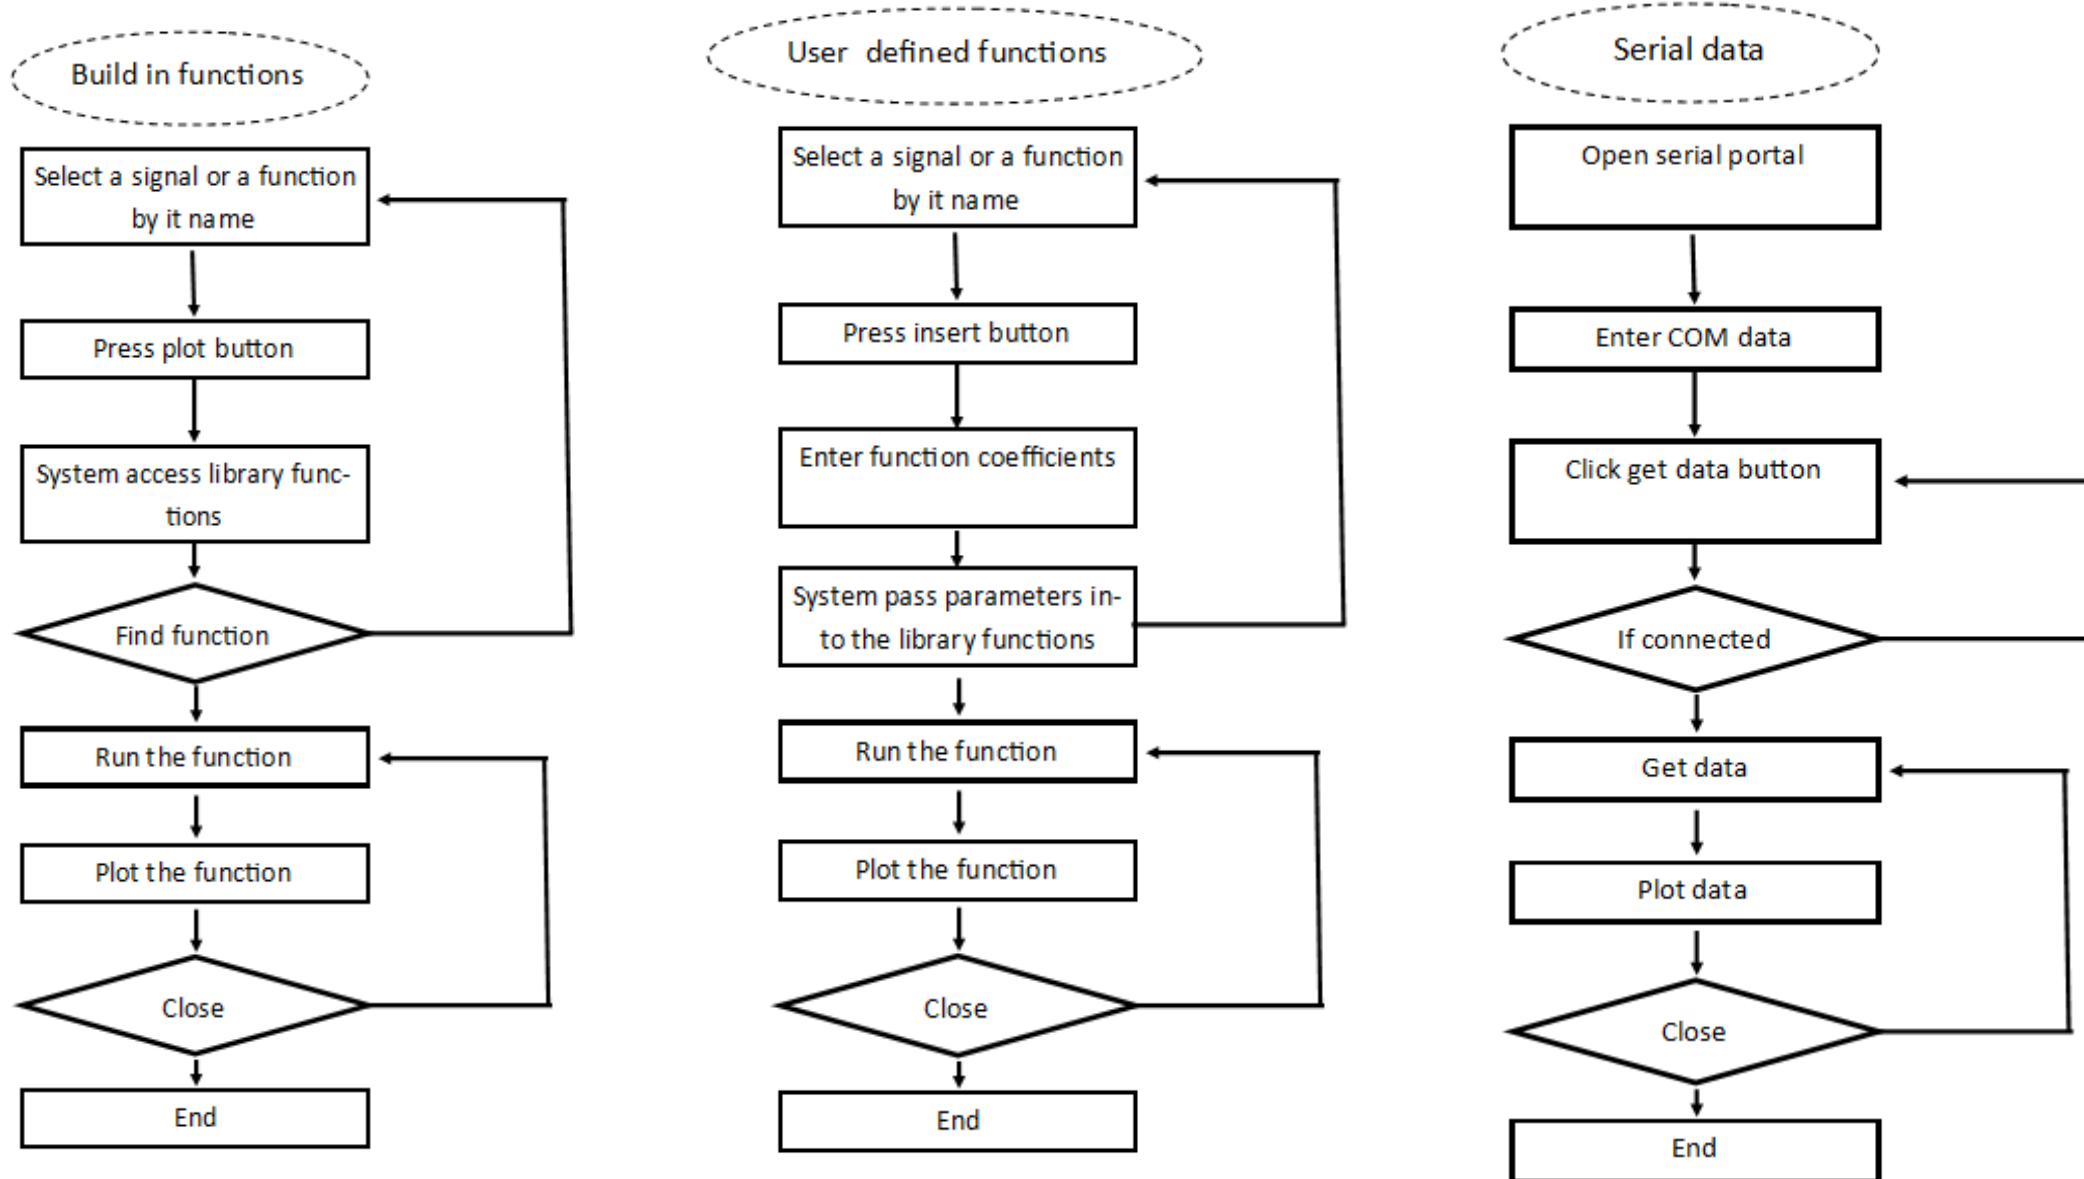 Build in functions
Select a signal or a function
by it name
Press plot button
System access library func-
tions
Find function
Run the function
Plot the function
Close
End
User defined functions
Select a signal or a function
by it name
Press insert button
Enter function coefficients
System pass parameters in-
to the library functions
Run the function
Plot the function
Close
End
Serial data
Open serial portal
Enter COM data
Click get data button
If connected
Get data
Plot data
Close
End